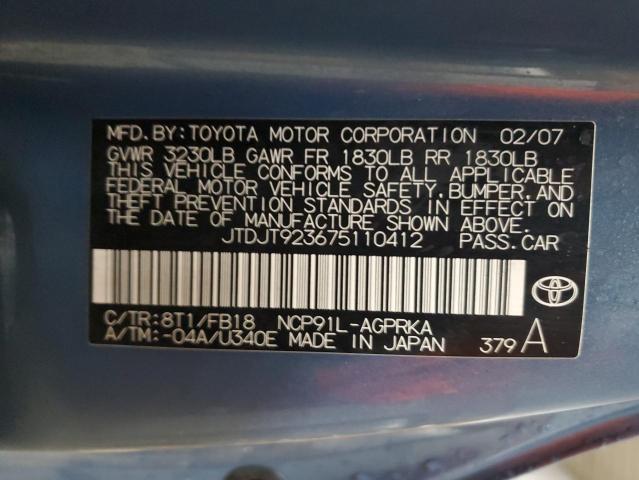 MFD. BY: TOYOTA MOTOR CORPORATION 02/07
GVWR 3230LB GAWR FR 1830LB RR 1830LB
THIS VEHICLE CONFORMS TO ALL APPLICABLE
FEDERAL MOTOR VEHICLE SAFETY, BUMPER, AND
THEFT PREVENTION STANDARDS IN EFFECT ON
THE DATE OF MANUFACTURE SHOWN ABOVE.
JTDJT923675110412 PASS.CAR
C/TR:8T1/FB18 NCP91L-AGPRKA
A/TM:-04A/U340E MADE IN JAPAN 379 A